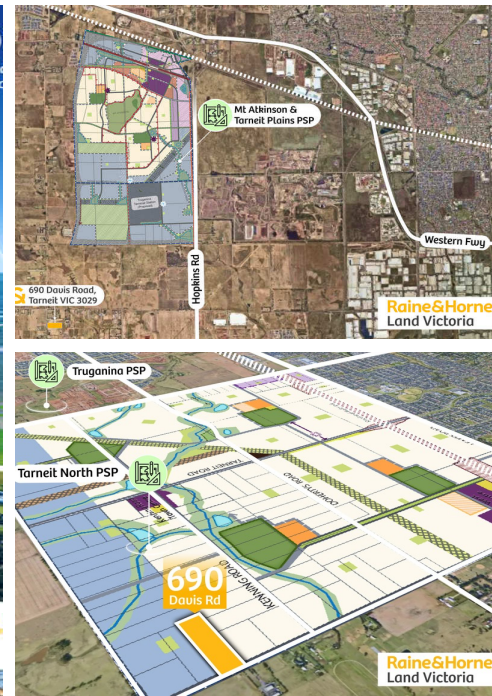 Mt Atkinson &
Tarneit Plains PSP
Western Fwy
Hopkins Rd
690 Davis Road,
Tarneit VIC 3029
Raine&Horne
Land Victoria
Truganina PSP
Tarneit North PSP
TARNEIT ROAD
DOHERTYS ROAD
KENNING ROAD
690
Davis Rd
Raine&Horne
Land Victoria